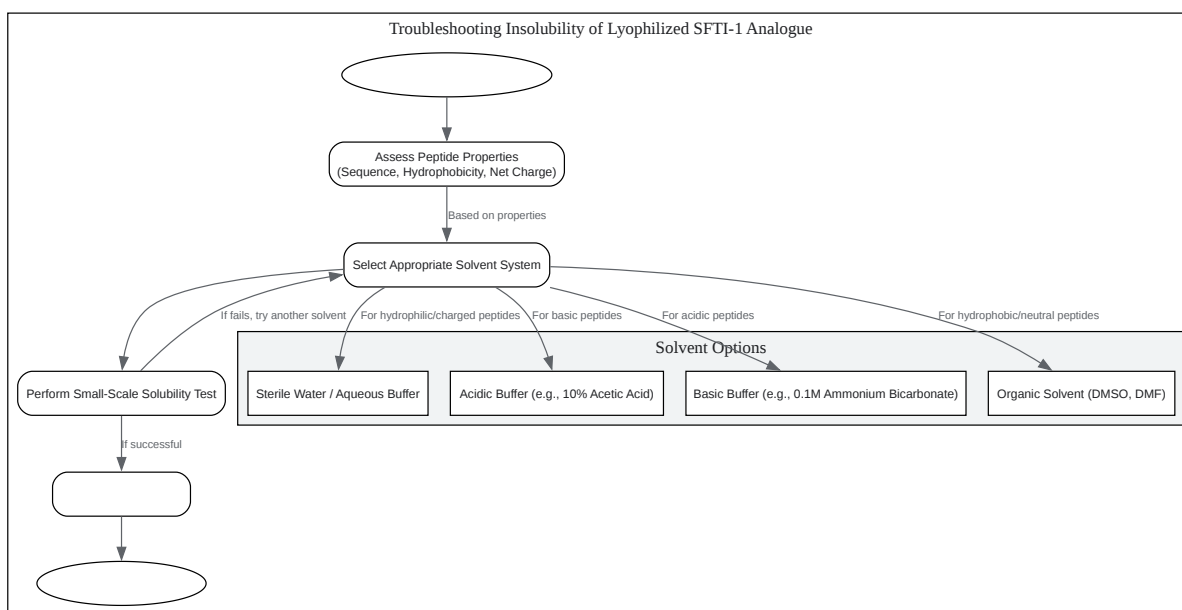 Troubleshooting Insolubility of Lyophilized SFTI-1 Analogue
Assess Peptide Properties
(Sequence, Hydrophobicity, Net Charge)
Based on properties
Select Appropriate Solvent System
If fails, try another solvent
For hydrophilic/charged peptides
For basic peptides
For acidic peptides
For hydrophobic/neutral peptides
Solvent Options
Perform Small-Scale Solubility Test
Sterile Water / Aqueous Buffer
Acidic Buffer (e.g., 10% Acetic Acid)
Basic Buffer (e.g., 0.1M Ammonium Bicarbonate)
Organic Solvent (DMSO, DMF)
If successful